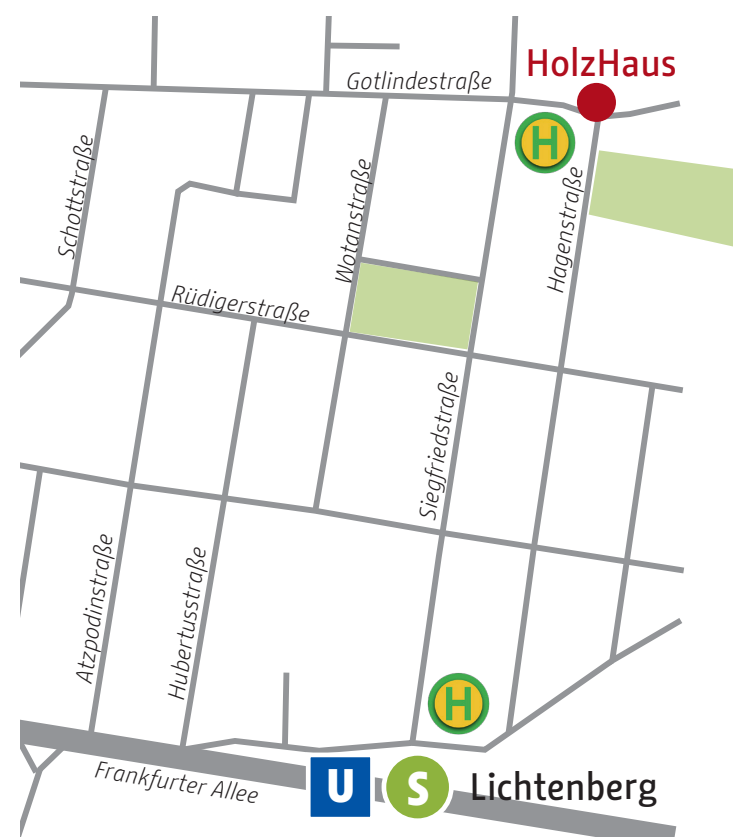 HolzHaus
Gotlindestraße
H
Schottstraße
Wotanstraße
Hagenstraße
Rüdigerstraße
Siegfriedstraße
Atzpodinstraße
Hubertusstraße
H
Frankfurter Allee
U S Lichtenberg